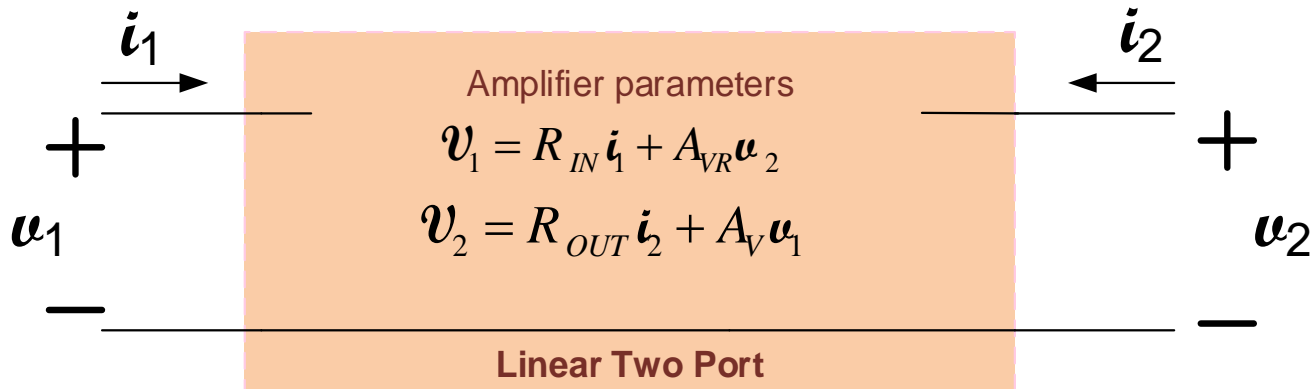 i1 i2
Amplifier parameters
+ v1 = RIN i1 + AVR v2 +
v1 v2 = ROUT i2 + AV v1 v2
− −
Linear Two Port